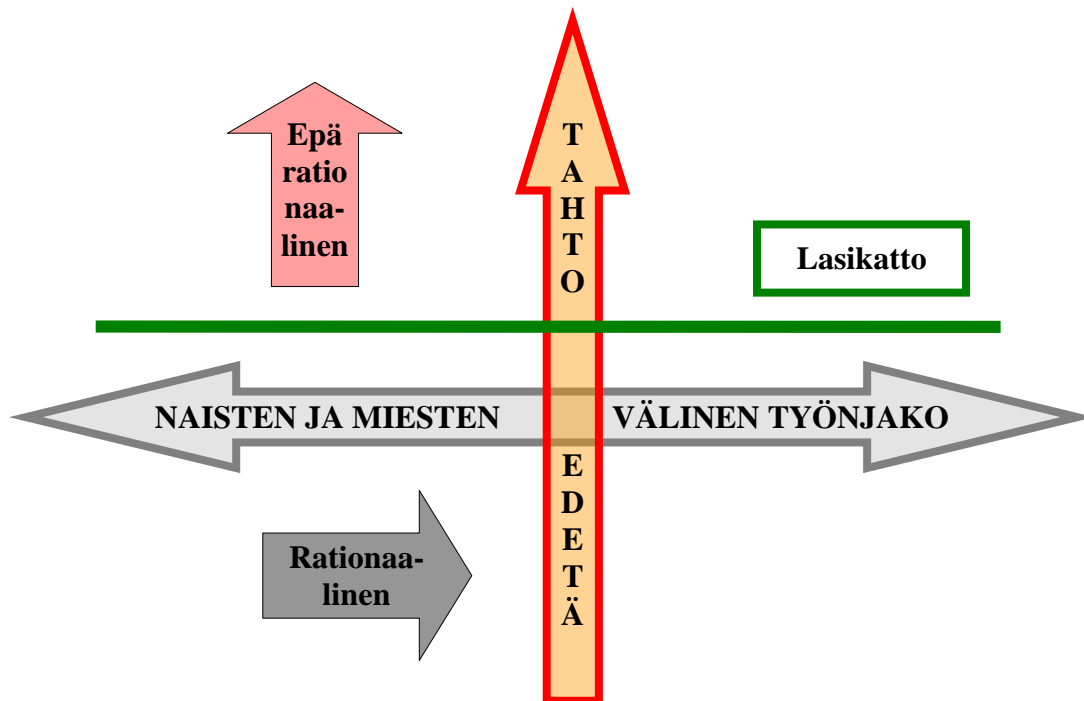 Epä
ratio
naa-
linen
T
A
H
T
O
Lasikatto
NAISTEN JA MIESTEN VÄLINEN TYÖNJAKO
E
D
E
T
Ä
Rationaa-
linen